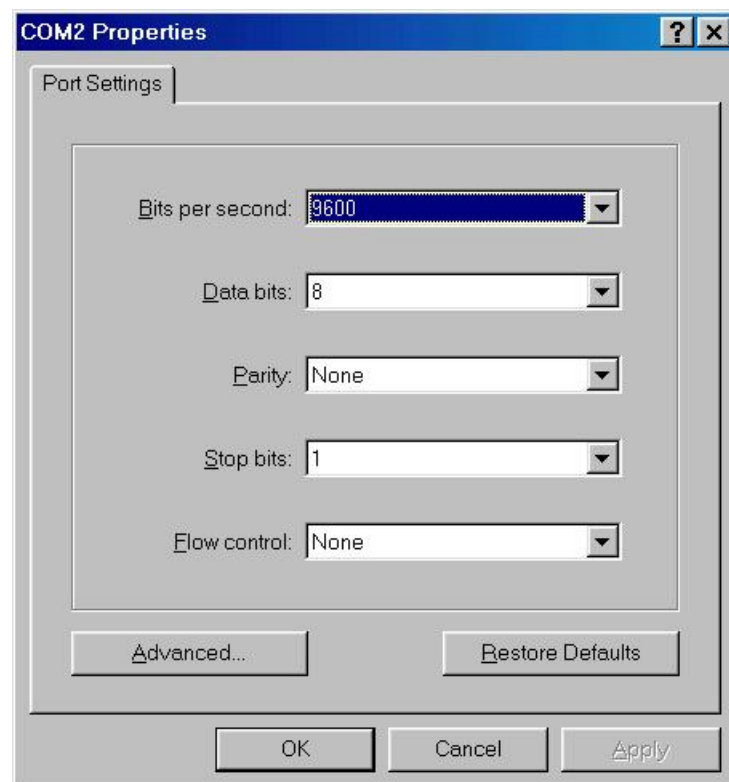 COM2 Properties
Port Settings
Bits per second: 9600
Data bits: 8
Parity: None
Stop bits: 1
Flow control: None
Advanced... Restore Defaults
OK Cancel Apply